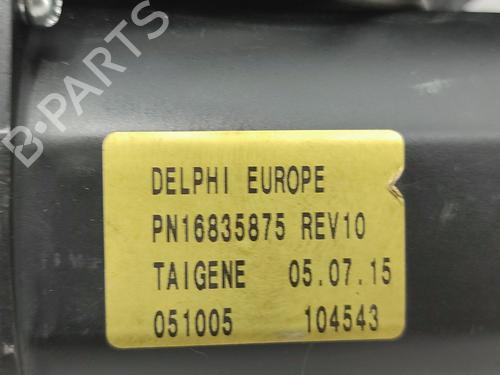 B-PARTS
DELPHI EUROPE
PN16835875 REV10
TAIGENE 05.07.15
051005 104543